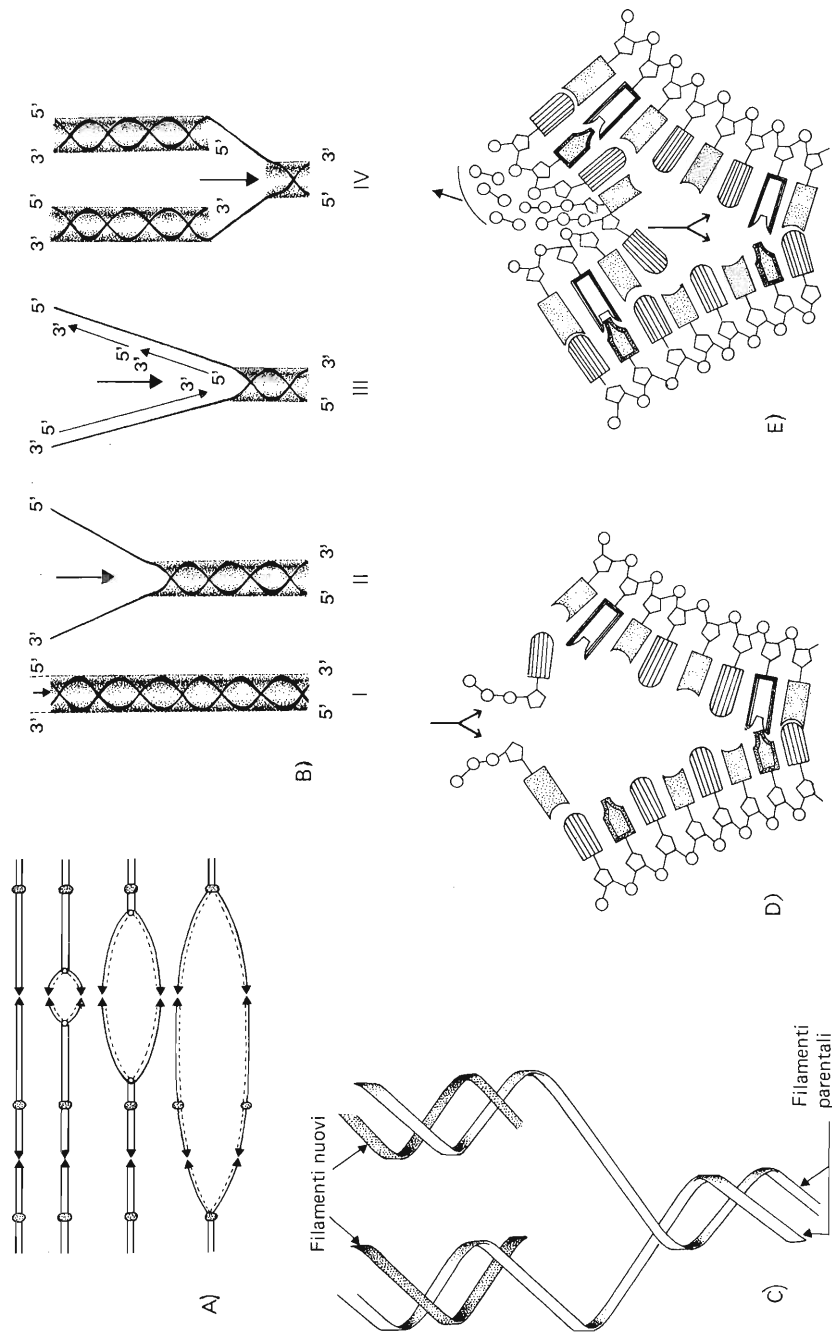 A)
B)
3' 5'
5' 3'
I
3' 5'
5' 3'
II
3' 5' 5' 3' 5' 3' 3' 5'
5' 3'
III
3' 5' 3' 5'
3' 5'
5' 3'
IV
C)
Filamenti nuovi
Filamenti
parentali
D)
E)